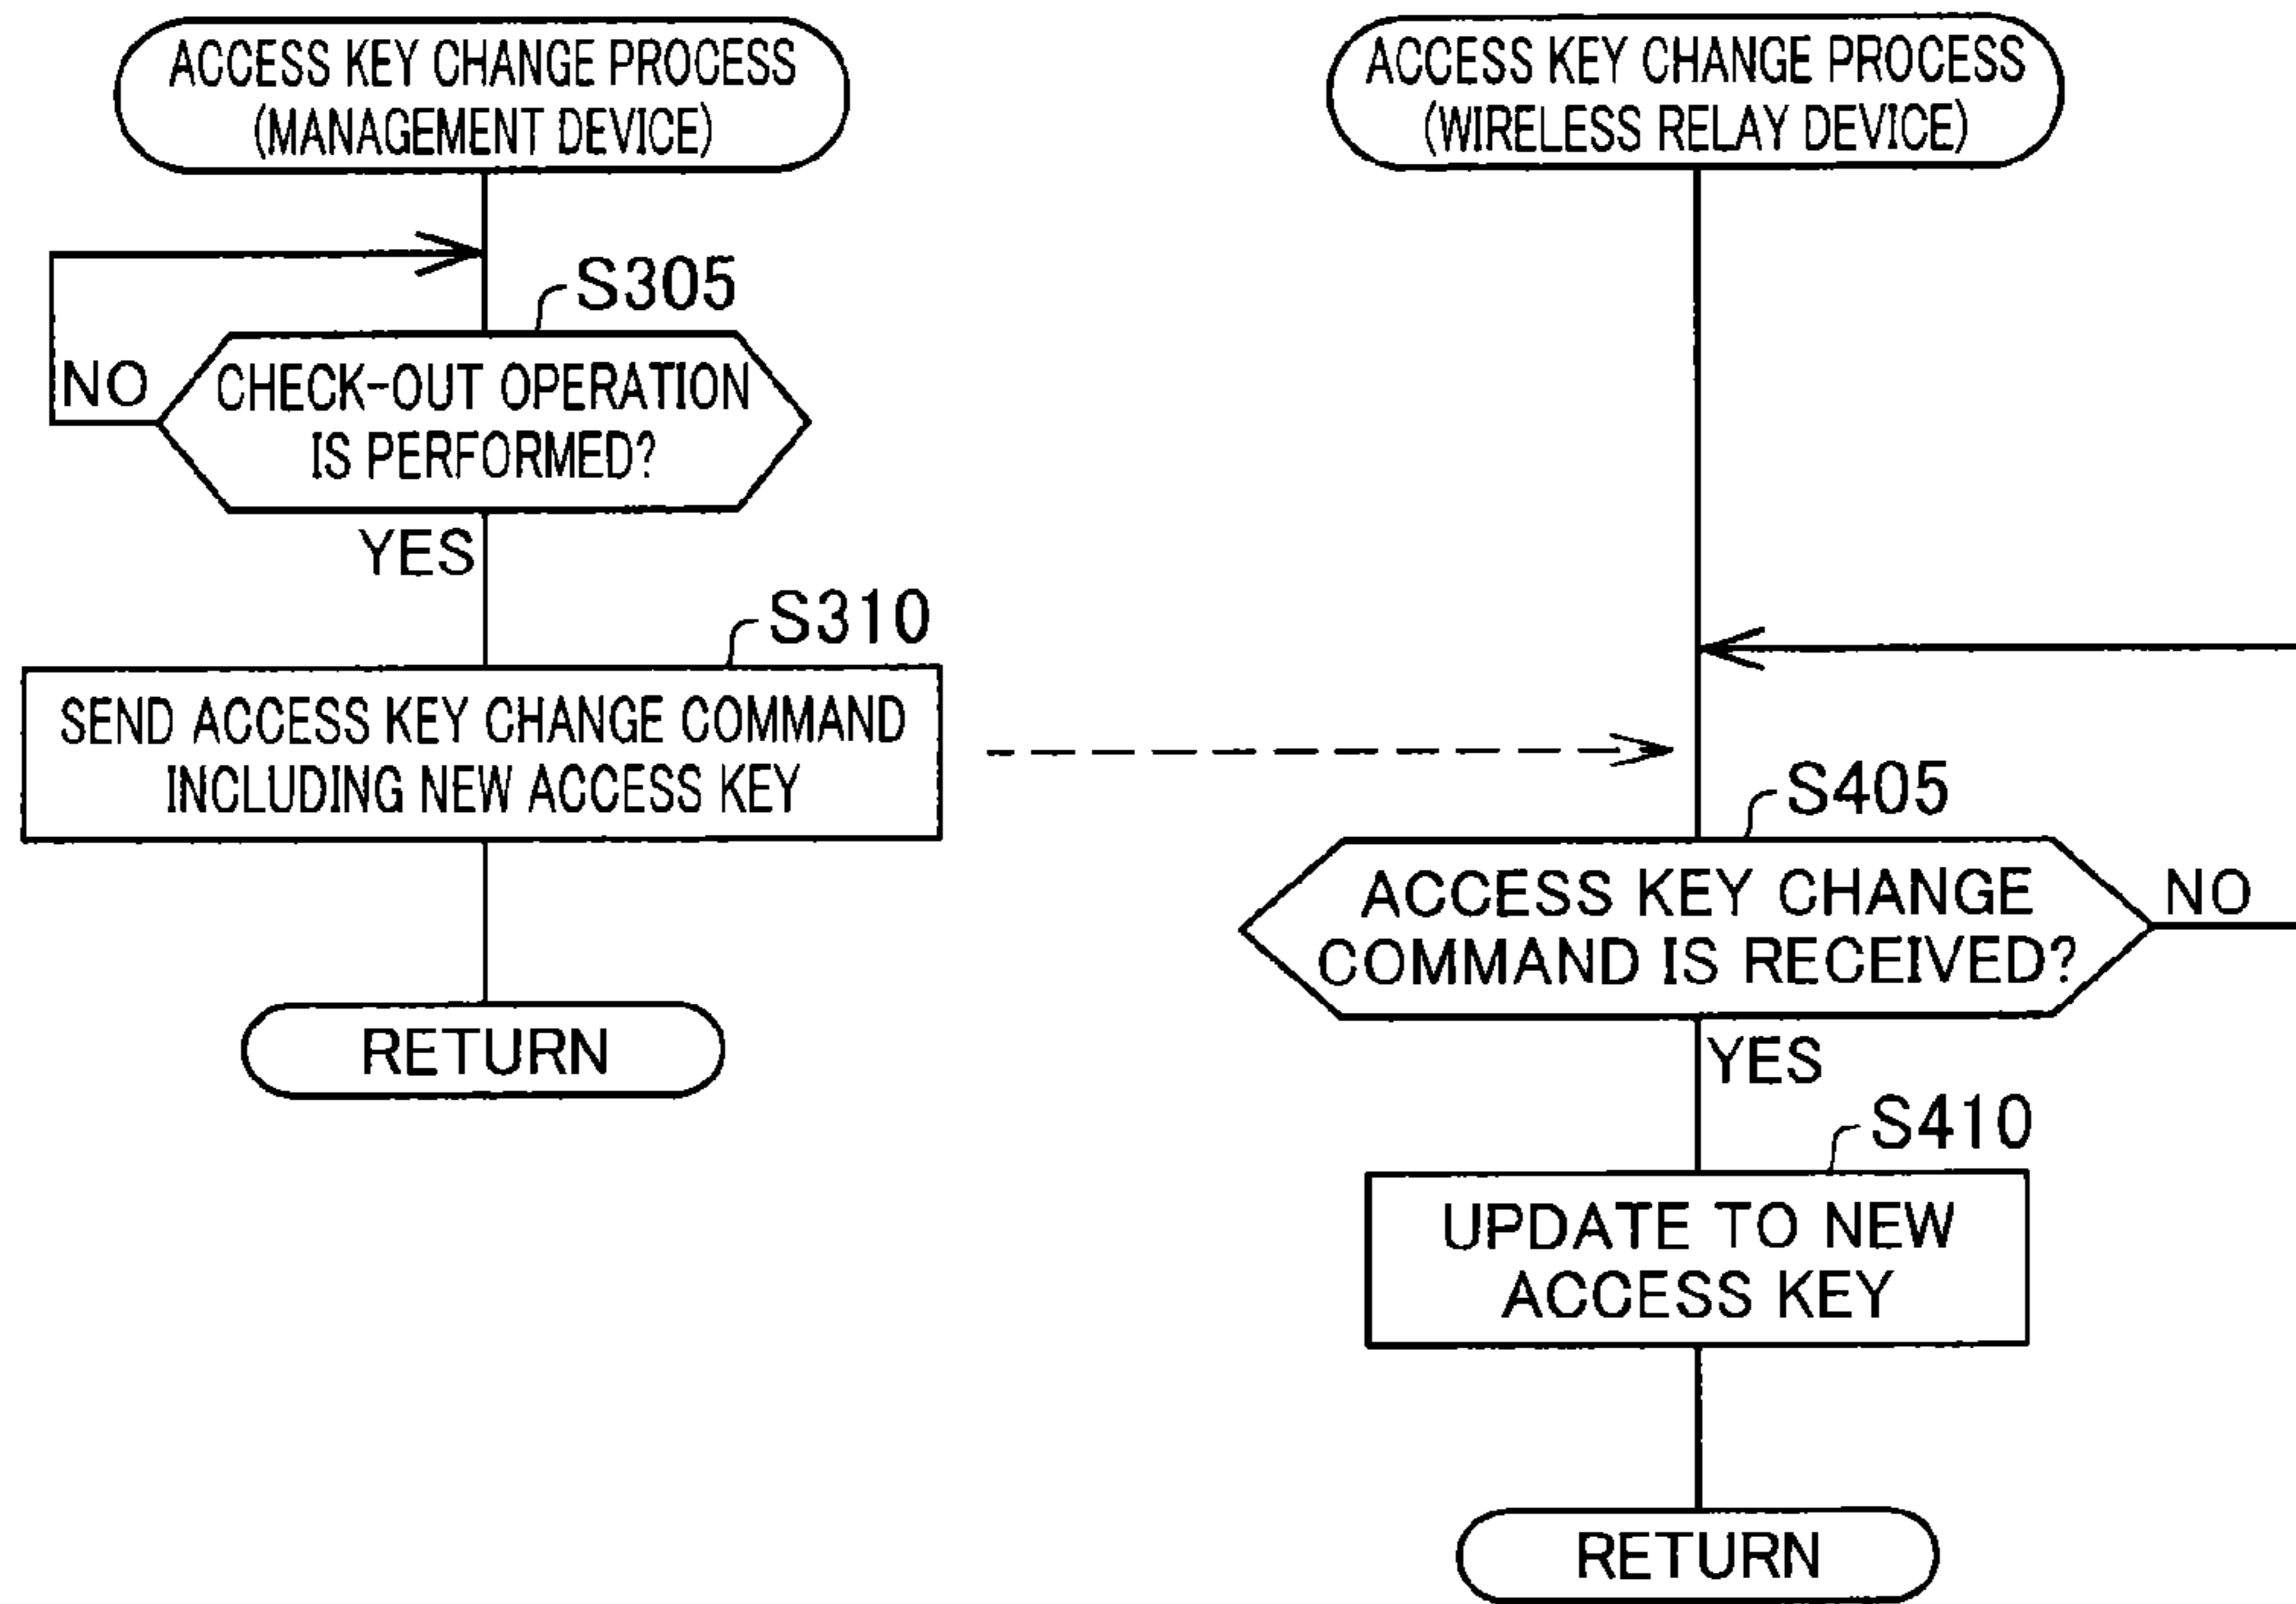 ACCESS KEY CHANGE PROCESS
(MANAGEMENT DEVICE)
S305
NO
CHECK-OUT OPERATION
IS PERFORMED?
YES
S310
SEND ACCESS KEY CHANGE COMMAND
INCLUDING NEW ACCESS KEY
RETURN
ACCESS KEY CHANGE PROCESS
(WIRELESS RELAY DEVICE)
S405
ACCESS KEY CHANGE
COMMAND IS RECEIVED?
NO
YES
S410
UPDATE TO NEW
ACCESS KEY
RETURN